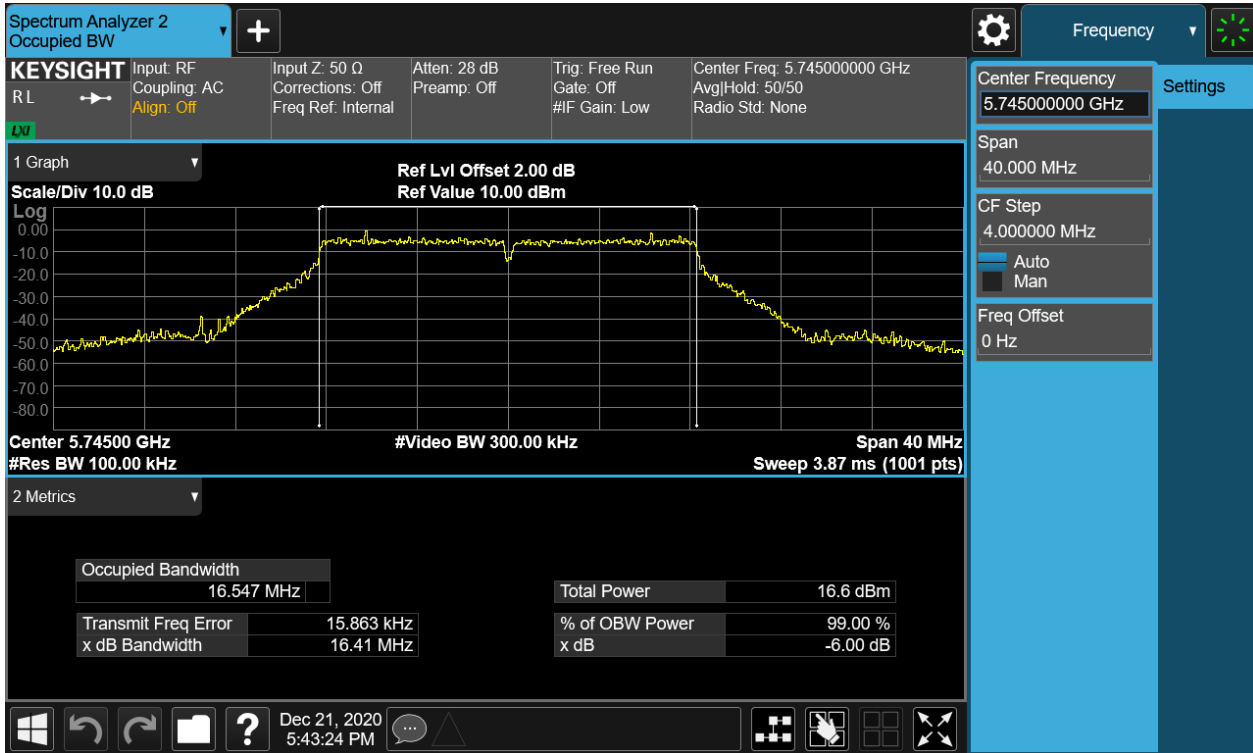 Spectrum Analyzer 2
Occupied BW
+
Frequency
KEYSIGHT
R L
LXI
Input: RF
Coupling: AC
Align: Off
Input Z: 50 Ω
Corrections: Off
Freq Ref: Internal
Atten: 28 dB
Preamp: Off
Trig: Free Run
Gate: Off
#IF Gain: Low
Center Freq: 5.745000000 GHz
Avg|Hold: 50/50
Radio Std: None
Center Frequency
5.745000000 GHz
Settings
Span
40.000 MHz
CF Step
4.000000 MHz
Auto
Man
Freq Offset
0 Hz
1 Graph
Scale/Div 10.0 dB
Ref Lvl Offset 2.00 dB
Ref Value 10.00 dBm
Log
0.00
-10.0
-20.0
-30.0
-40.0
-50.0
-60.0
-70.0
-80.0
Center 5.74500 GHz
#Video BW 300.00 kHz
Span 40 MHz
#Res BW 100.00 kHz
Sweep 3.87 ms (1001 pts)
2 Metrics
Occupied Bandwidth
16.547 MHz
Total Power 16.6 dBm
Transmit Freq Error 15.863 kHz
% of OBW Power 99.00 %
x dB Bandwidth 16.41 MHz
x dB -6.00 dB
?
Dec 21, 2020
5:43:24 PM